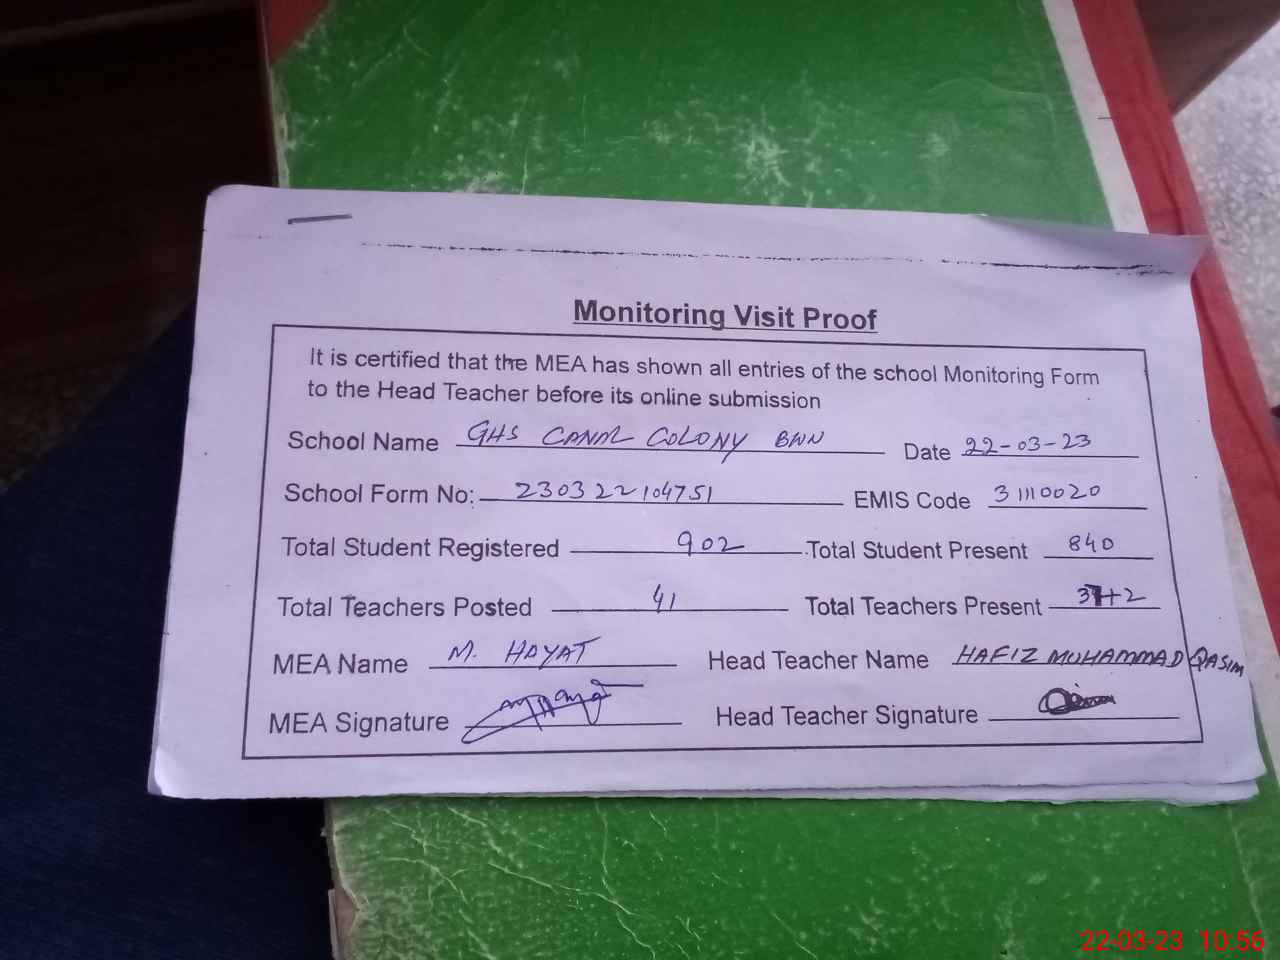 Monitoring Visit Proof
It is certified that the MEA has shown all entries of the school Monitoring Form
to the Head Teacher before its online submission
School Name GHS CANAL COLONY BWN Date 22-03-23
School Form No: 230322104751 EMIS Code 31110020
Total Student Registered 902 Total Student Present 840
Total Teachers Posted 41 Total Teachers Present 37+2
MEA Name M. HAYAT Head Teacher Name HAFIZ MUHAMMAD QASIM
MEA Signature Head Teacher Signature
22-03-23 10:56